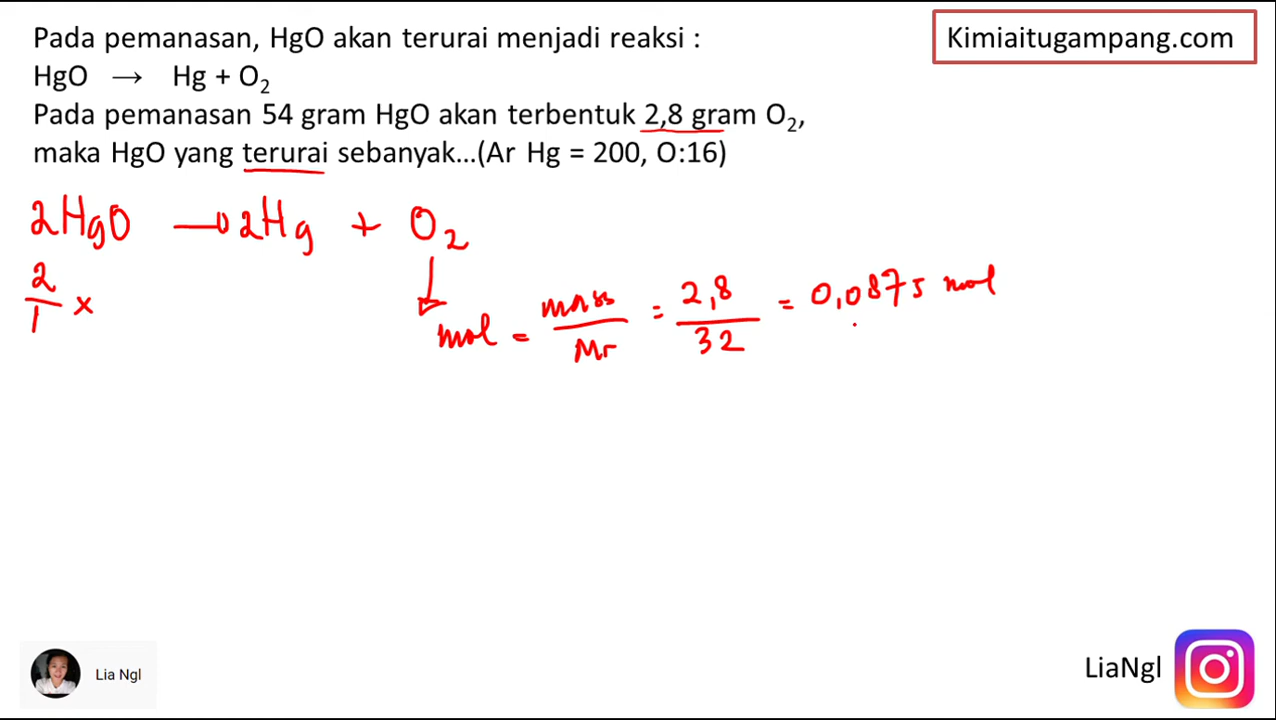 Pada pemanasan, HgO akan terurai menjadi reaksi :
Kimiaitugampang.com
HgO → Hg + O₂
Pada pemanasan 54 gram HgO akan terbentuk 2,8 gram O₂,
maka HgO yang terurai sebanyak...(Ar Hg = 200, O:16)
2HgO → 2Hg + O₂
2/1 ×
mol = mass/Mr = 2,8/32 = 0,0875 mol
Lia Ngl
LiaNgl